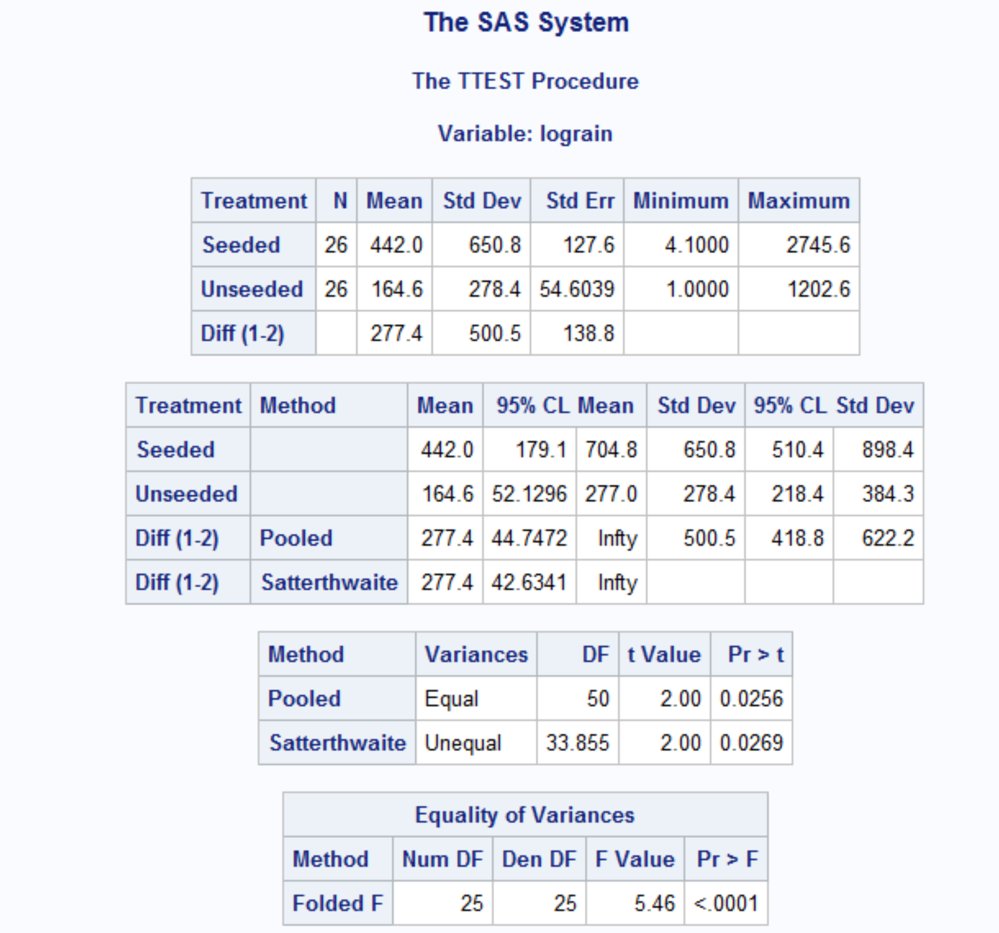 The SAS System
The TTEST Procedure
Variable: lograin
Treatment N Mean Std Dev Std Err Minimum Maximum
Seeded 26 442.0 650.8 127.6 4.1000 2745.6
Unseeded 26 164.6 278.4 54.6039 1.0000 1202.6
Diff (1-2) 277.4 500.5 138.8
Treatment Method Mean 95% CL Mean Std Dev 95% CL Std Dev
Seeded 442.0 179.1 704.8 650.8 510.4 898.4
Unseeded 164.6 52.1296 277.0 278.4 218.4 384.3
Diff (1-2) Pooled 277.4 44.7472 Infty 500.5 418.8 622.2
Diff (1-2) Satterthwaite 277.4 42.6341 Infty
Method Variances DF t Value Pr > t
Pooled Equal 50 2.00 0.0256
Satterthwaite Unequal 33.855 2.00 0.0269
Equality of Variances
Method Num DF Den DF F Value Pr > F
Folded F 25 25 5.46 <.0001